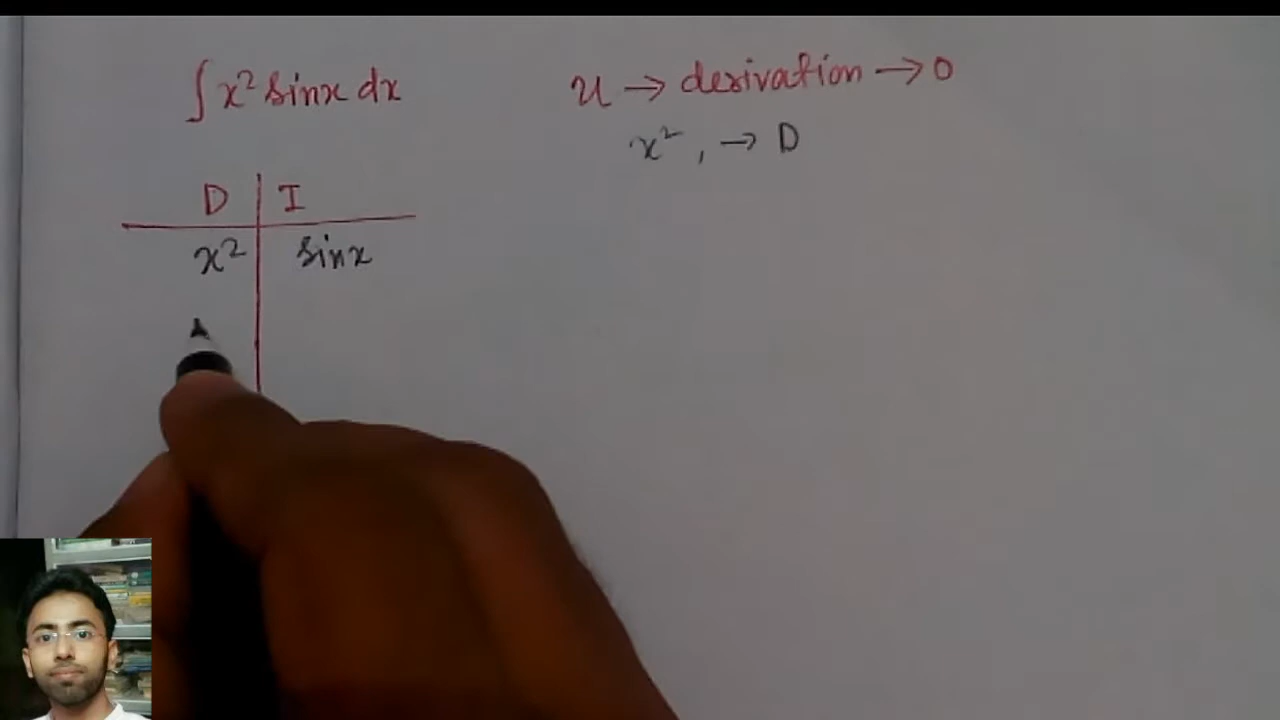 ∫x² sinx dx
u → derivation → 0
x², → D
D | I
x² | sinx